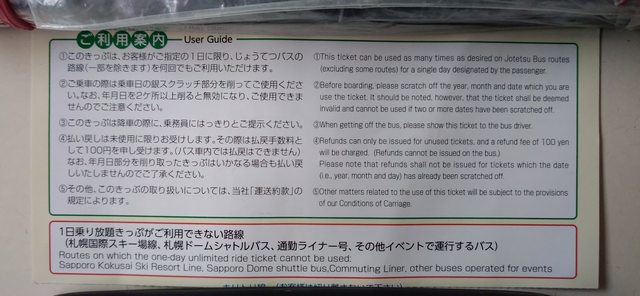 ご利用案内 User Guide
①このきっぷは、お客様がご指定の1日に限り、じょうてつバスの
路線(一部を除きます)を何回でもご利用いただけます。
②ご乗車の際は乗車日の銀スクラッチ部分を削ってご使用くださ
い。なお、年月日を2ケ所以上削ると無効になり、ご使用できま
せんのでご注意ください。
③降車の際に、乗務員にはっきりとご提示ください。
④払い戻しは未使用に限りお受けします。その際は払戻手数料と
して100円を申し受けます。(バス車内では払戻はできません)
なお、年月日部分を削り取ったきっぷはいかなる場合も払い戻
しいたしませんのでご了承ください。
⑤その他、このきっぷの取り扱いについては、当社「運送約款」の
規定によります。
①This ticket can be used as many times as desired on Jotetsu Bus routes
(excluding some routes) for a single day designated by the passenger.
②Before boarding, please scratch off the year, month and date which you are
use the ticket. It should be noted, however, that the ticket shall be deemed
invalid and cannot be used if two or more dates have been scratched off.
③When getting off the bus, please show this ticket to the bus driver.
④Refunds can only be issued for unused tickets, and a refund fee of 100 yen
will be charged. (Refunds cannot be issued on the bus.)
Please note that refunds shall not be issued for tickets which the date
(i.e., year, month and day) has already been scratched off.
⑤Other matters related to the use of this ticket will be subject to the provisions
of our Conditions of Carriage.
1日乗り放題きっぷがご利用できない路線
(札幌国際スキー場線、札幌ドームシャトルバス、通勤ライナー号、その他イベントで運行するバス)
Routes on which the one-day unlimited ride ticket cannot be used:
Sapporo Kokusai Ski Resort Line, Sapporo Dome shuttle bus,Commuting Liner, other buses operated for events